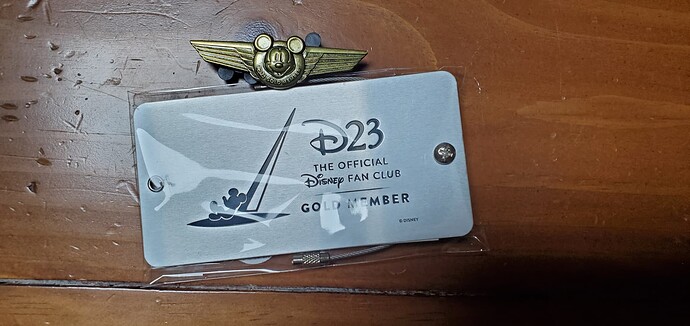 D23
THE OFFICIAL
Disney FAN CLUB
GOLD MEMBER
© DISNEY